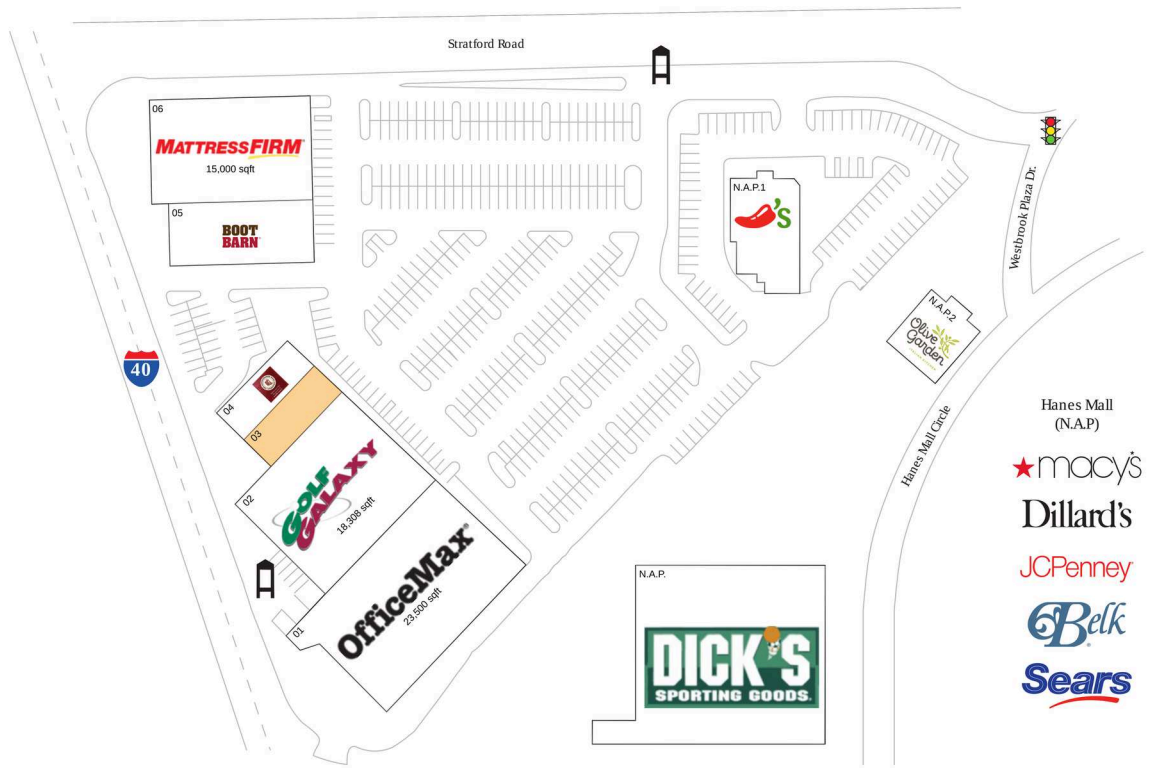 Stratford Road
06
MATTRESSFIRM
15,000 sqft
05
BOOT
BARN
N.A.P.1
'S
Westbrook Plaza Dr.
N.A.P.2
Olive
Garden
40
04
03
02
GOLF
GALAXY
18,308 sqft
OfficeMax
23,500 sqft
01
Hanes Mall Circle
N.A.P.
DICK'S
SPORTING GOODS
Hanes Mall
(N.A.P)
macy's
Dillard's
JCPenney
Belk
Sears